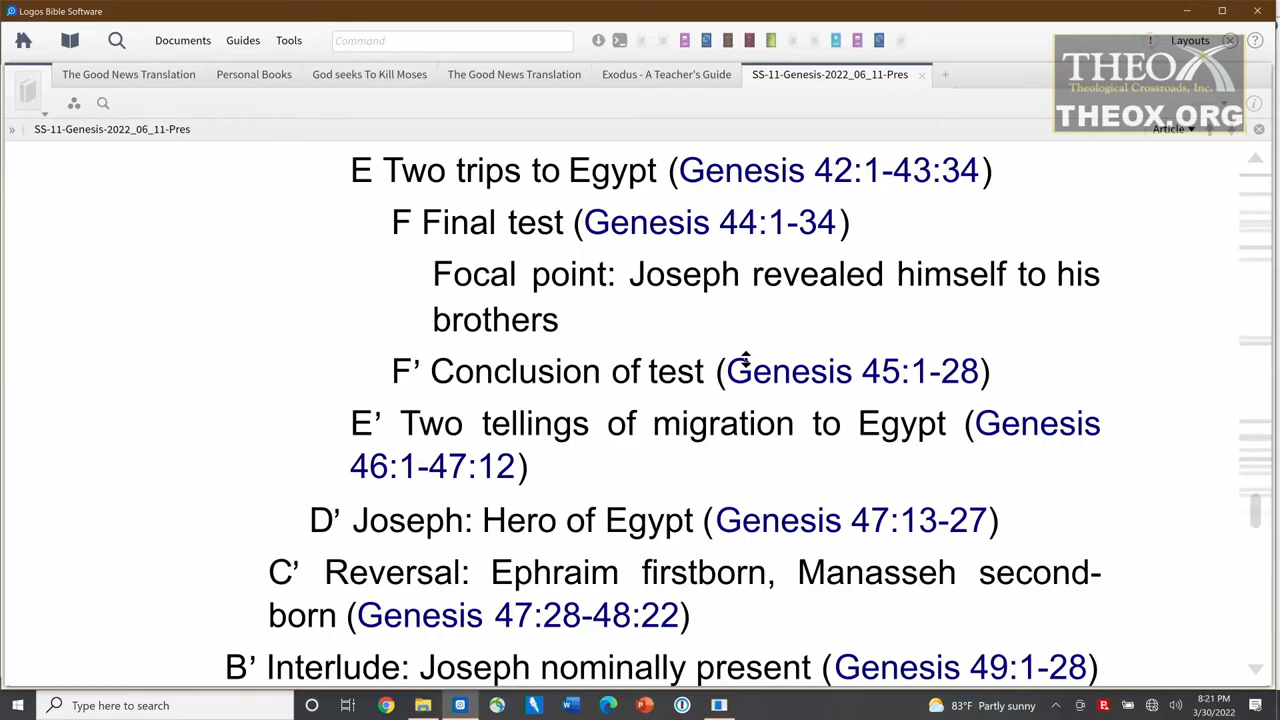 Logos Bible Software
Documents Guides Tools Command Layouts
The Good News Translation Personal Books God seeks To Kill Moses The Good News Translation Exodus - A Teacher's Guide SS-11-Genesis-2022_06_11-Pres
THEOX
Theological Crossroads, Inc.
THEOX.ORG
SS-11-Genesis-2022_06_11-Pres Article
E Two trips to Egypt (Genesis 42:1-43:34)
F Final test (Genesis 44:1-34)
Focal point: Joseph revealed himself to his
brothers
F’ Conclusion of test (Genesis 45:1-28)
E’ Two tellings of migration to Egypt (Genesis
46:1-47:12)
D’ Joseph: Hero of Egypt (Genesis 47:13-27)
C’ Reversal: Ephraim firstborn, Manasseh second-
born (Genesis 47:28-48:22)
B’ Interlude: Joseph nominally present (Genesis 49:1-28)
Type here to search 83°F Partly sunny 8:21 PM
3/30/2022